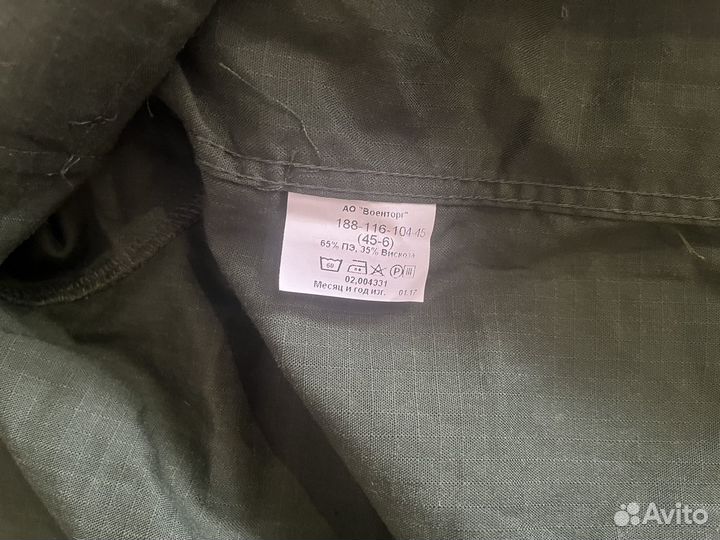 АО "Военторг"
188-116-104-45
(45-6)
65% ПЭ, 35% Вискоза
60 P
02,004331
Месяц и год изг. 01.17
Avito